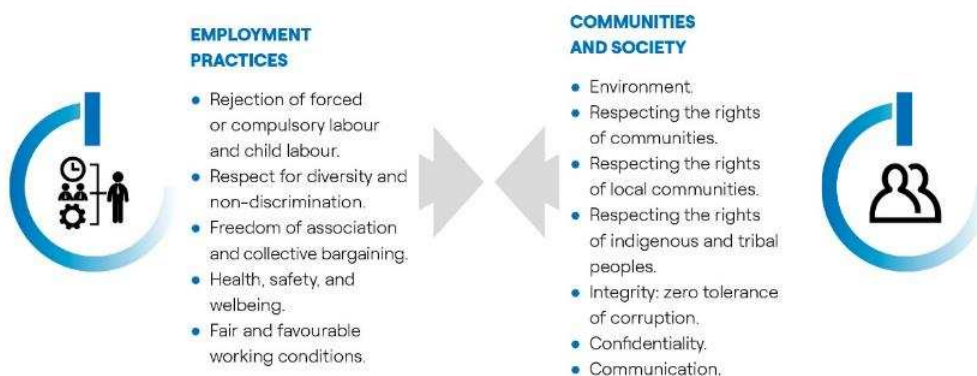 EMPLOYMENT
PRACTICES
● Rejection of forced
or compulsory labour
and child labour.
● Respect for diversity and
non-discrimination.
● Freedom of association
and collective bargaining.
● Health, safety, and
welbeing.
● Fair and favourable
working conditions.
COMMUNITIES
AND SOCIETY
● Environment.
● Respecting the rights
of communities.
● Respecting the rights
of local communities.
● Respecting the rights
of indigenous and tribal
peoples.
● Integrity: zero tolerance
of corruption.
● Confidentiality.
● Communication.